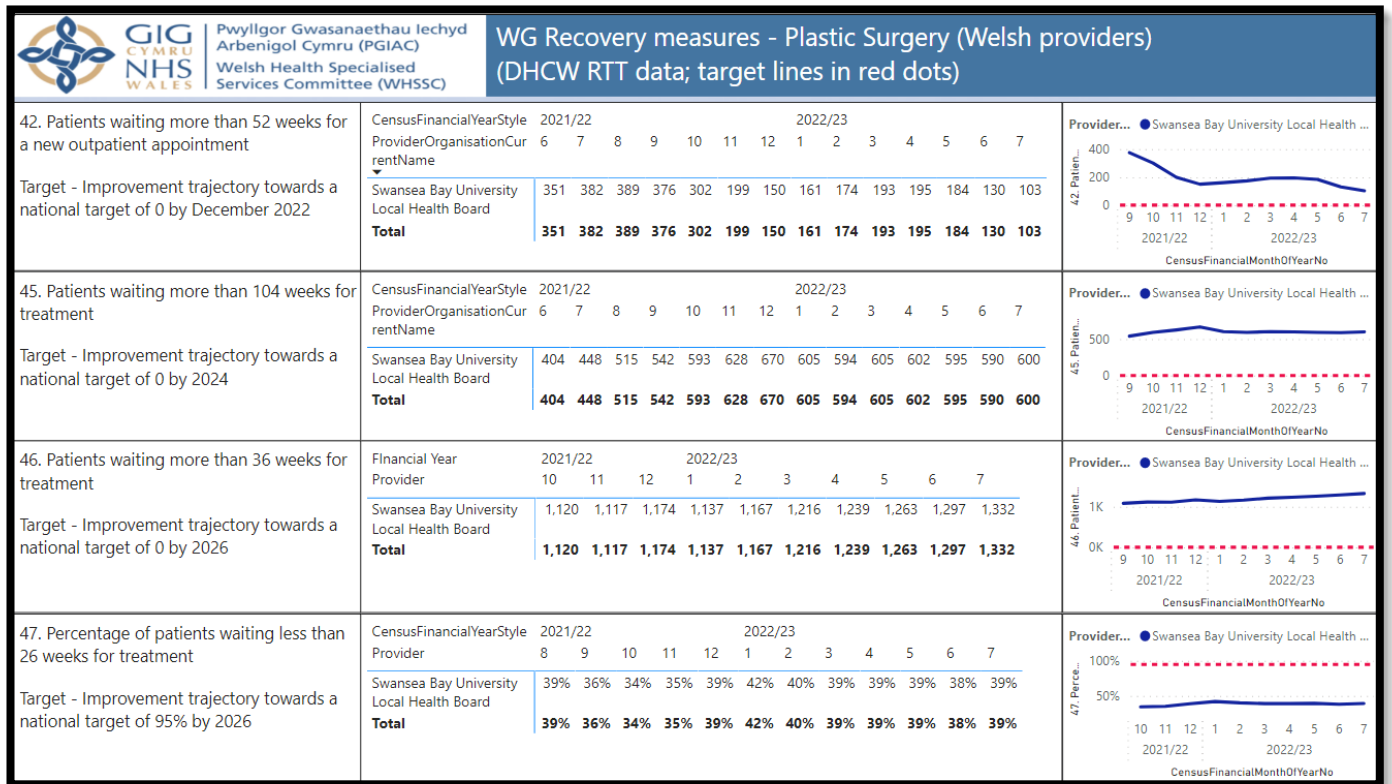 GIG
CYMRU
NHS
WALES
Pwyllgor Gwasanaethau Iechyd
Arbenigol Cymru (PGIAC)
Welsh Health Specialised
Services Committee (WHSSC)
WG Recovery measures - Plastic Surgery (Welsh providers)
(DHCW RTT data; target lines in red dots)
42. Patients waiting more than 52 weeks for
a new outpatient appointment
Target - Improvement trajectory towards a
national target of 0 by December 2022
CensusFinancialYearStyle 2021/22 2022/23
ProviderOrganisationCur 6 7 8 9 10 11 12 1 2 3 4 5 6 7
rentName
Swansea Bay University 351 382 389 376 302 199 150 161 174 193 195 184 130 103
Local Health Board
Total 351 382 389 376 302 199 150 161 174 193 195 184 130 103
Provider... Swansea Bay University Local Health ...
42. Patien...
400
200
0
9 10 11 12 1 2 3 4 5 6 7
2021/22 2022/23
CensusFinancialMonthOfYearNo
45. Patients waiting more than 104 weeks for
treatment
Target - Improvement trajectory towards a
national target of 0 by 2024
CensusFinancialYearStyle 2021/22 2022/23
ProviderOrganisationCur 6 7 8 9 10 11 12 1 2 3 4 5 6 7
rentName
Swansea Bay University 404 448 515 542 593 628 670 605 594 605 602 595 590 600
Local Health Board
Total 404 448 515 542 593 628 670 605 594 605 602 595 590 600
Provider... Swansea Bay University Local Health ...
45. Patien...
500
0
9 10 11 12 1 2 3 4 5 6 7
2021/22 2022/23
CensusFinancialMonthOfYearNo
46. Patients waiting more than 36 weeks for
treatment
Target - Improvement trajectory towards a
national target of 0 by 2026
FInancial Year 2021/22 2022/23
Provider 10 11 12 1 2 3 4 5 6 7
Swansea Bay University 1,120 1,117 1,174 1,137 1,167 1,216 1,239 1,263 1,297 1,332
Local Health Board
Total 1,120 1,117 1,174 1,137 1,167 1,216 1,239 1,263 1,297 1,332
Provider... Swansea Bay University Local Health ...
46. Patient...
1K
0K
9 10 11 12 1 2 3 4 5 6 7
2021/22 2022/23
CensusFinancialMonthOfYearNo
47. Percentage of patients waiting less than
26 weeks for treatment
Target - Improvement trajectory towards a
national target of 95% by 2026
CensusFinancialYearStyle 2021/22 2022/23
Provider 8 9 10 11 12 1 2 3 4 5 6 7
Swansea Bay University 39% 36% 34% 35% 39% 42% 40% 39% 39% 39% 38% 39%
Local Health Board
Total 39% 36% 34% 35% 39% 42% 40% 39% 39% 39% 38% 39%
Provider... Swansea Bay University Local Health ...
47. Perce...
100%
50%
10 11 12 1 2 3 4 5 6 7
2021/22 2022/23
CensusFinancialMonthOfYearNo